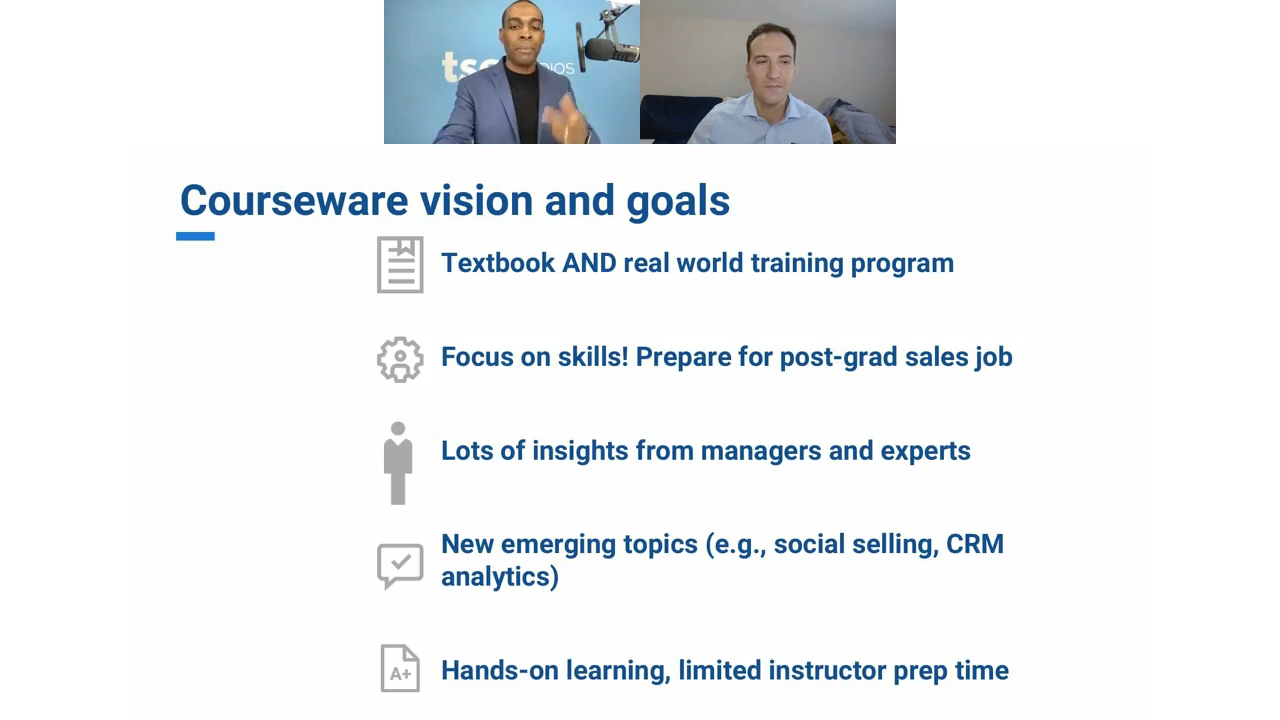 tse
IOS
Courseware vision and goals
Textbook AND real world training program
Focus on skills! Prepare for post-grad sales job
Lots of insights from managers and experts
New emerging topics (e.g., social selling, CRM
analytics)
A+
Hands-on learning, limited instructor prep time